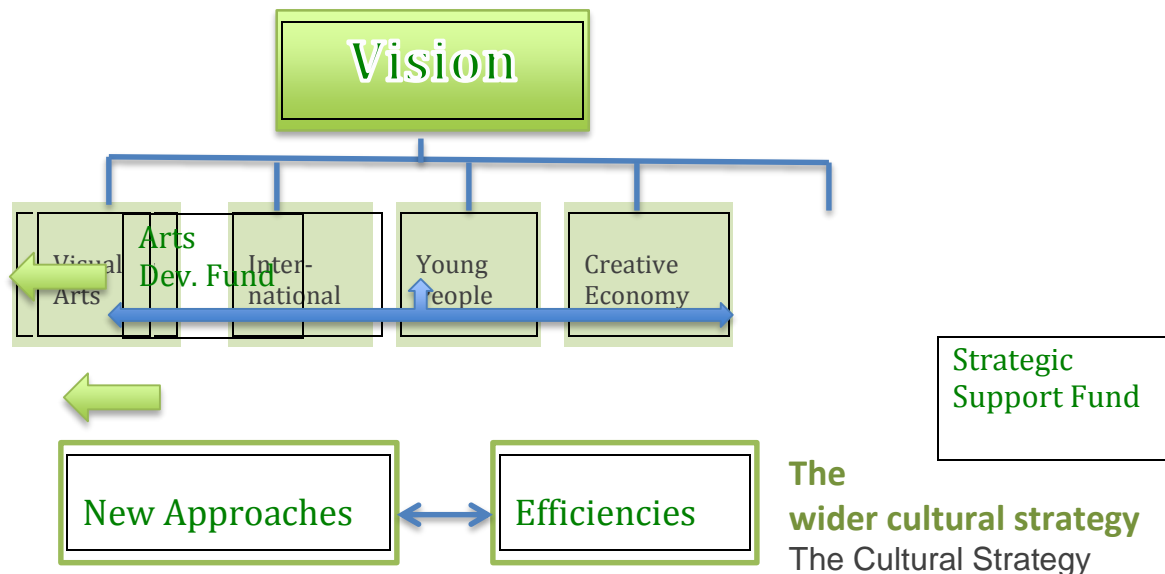 Vision
Visual
Arts
Arts
Dev. Fund
Inter-
national
Young
People
Creative
Economy
Strategic
Support Fund
New Approaches
Efficiencies
The
wider cultural strategy
The Cultural Strategy